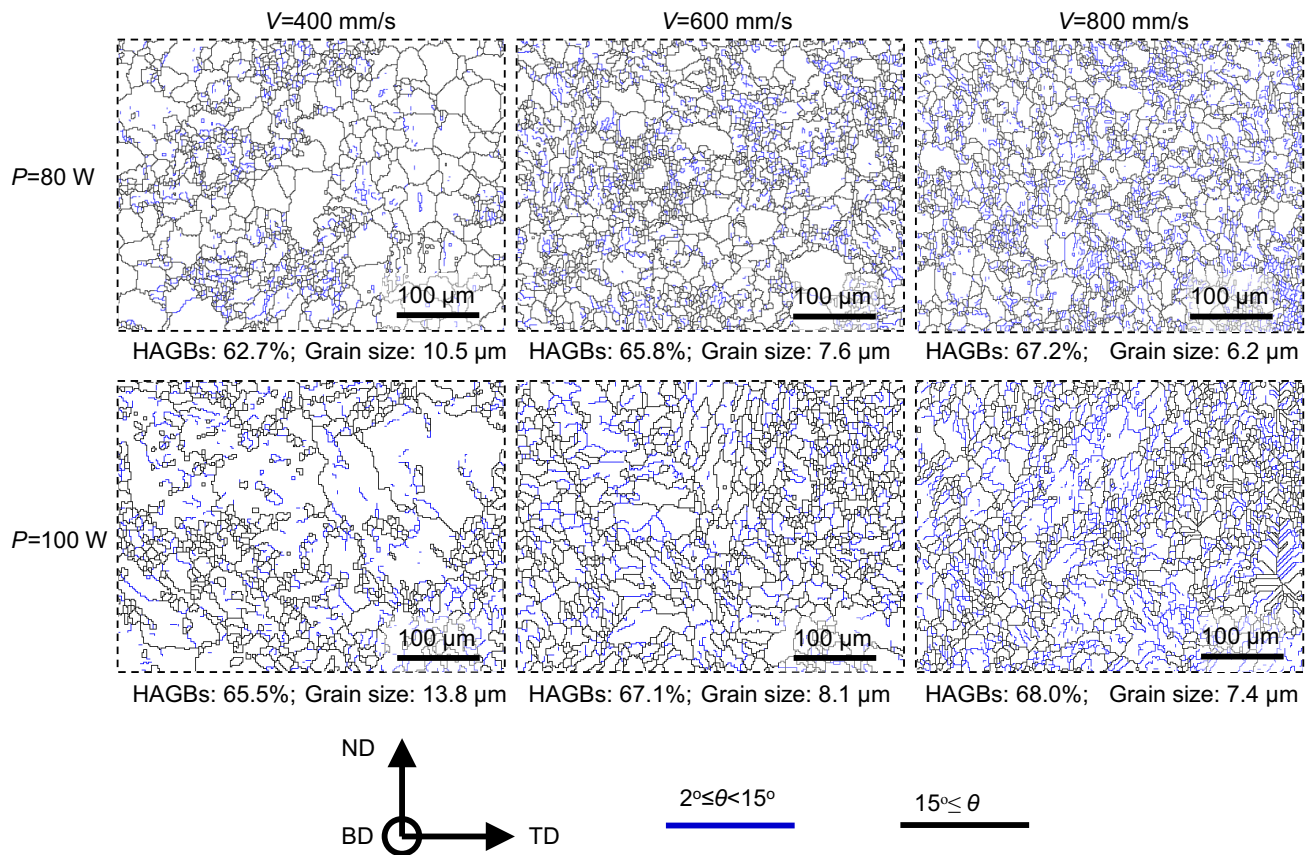 V=400 mm/s V=600 mm/s V=800 mm/s
P=80 W
100 µm 100 µm 100 µm
HAGBs: 62.7%; Grain size: 10.5 µm HAGBs: 65.8%; Grain size: 7.6 µm HAGBs: 67.2%; Grain size: 6.2 µm
P=100 W
100 µm 100 µm 100 µm
HAGBs: 65.5%; Grain size: 13.8 µm HAGBs: 67.1%; Grain size: 8.1 µm HAGBs: 68.0%; Grain size: 7.4 µm
ND
2º≤θ<15º 15º≤ θ
BD TD